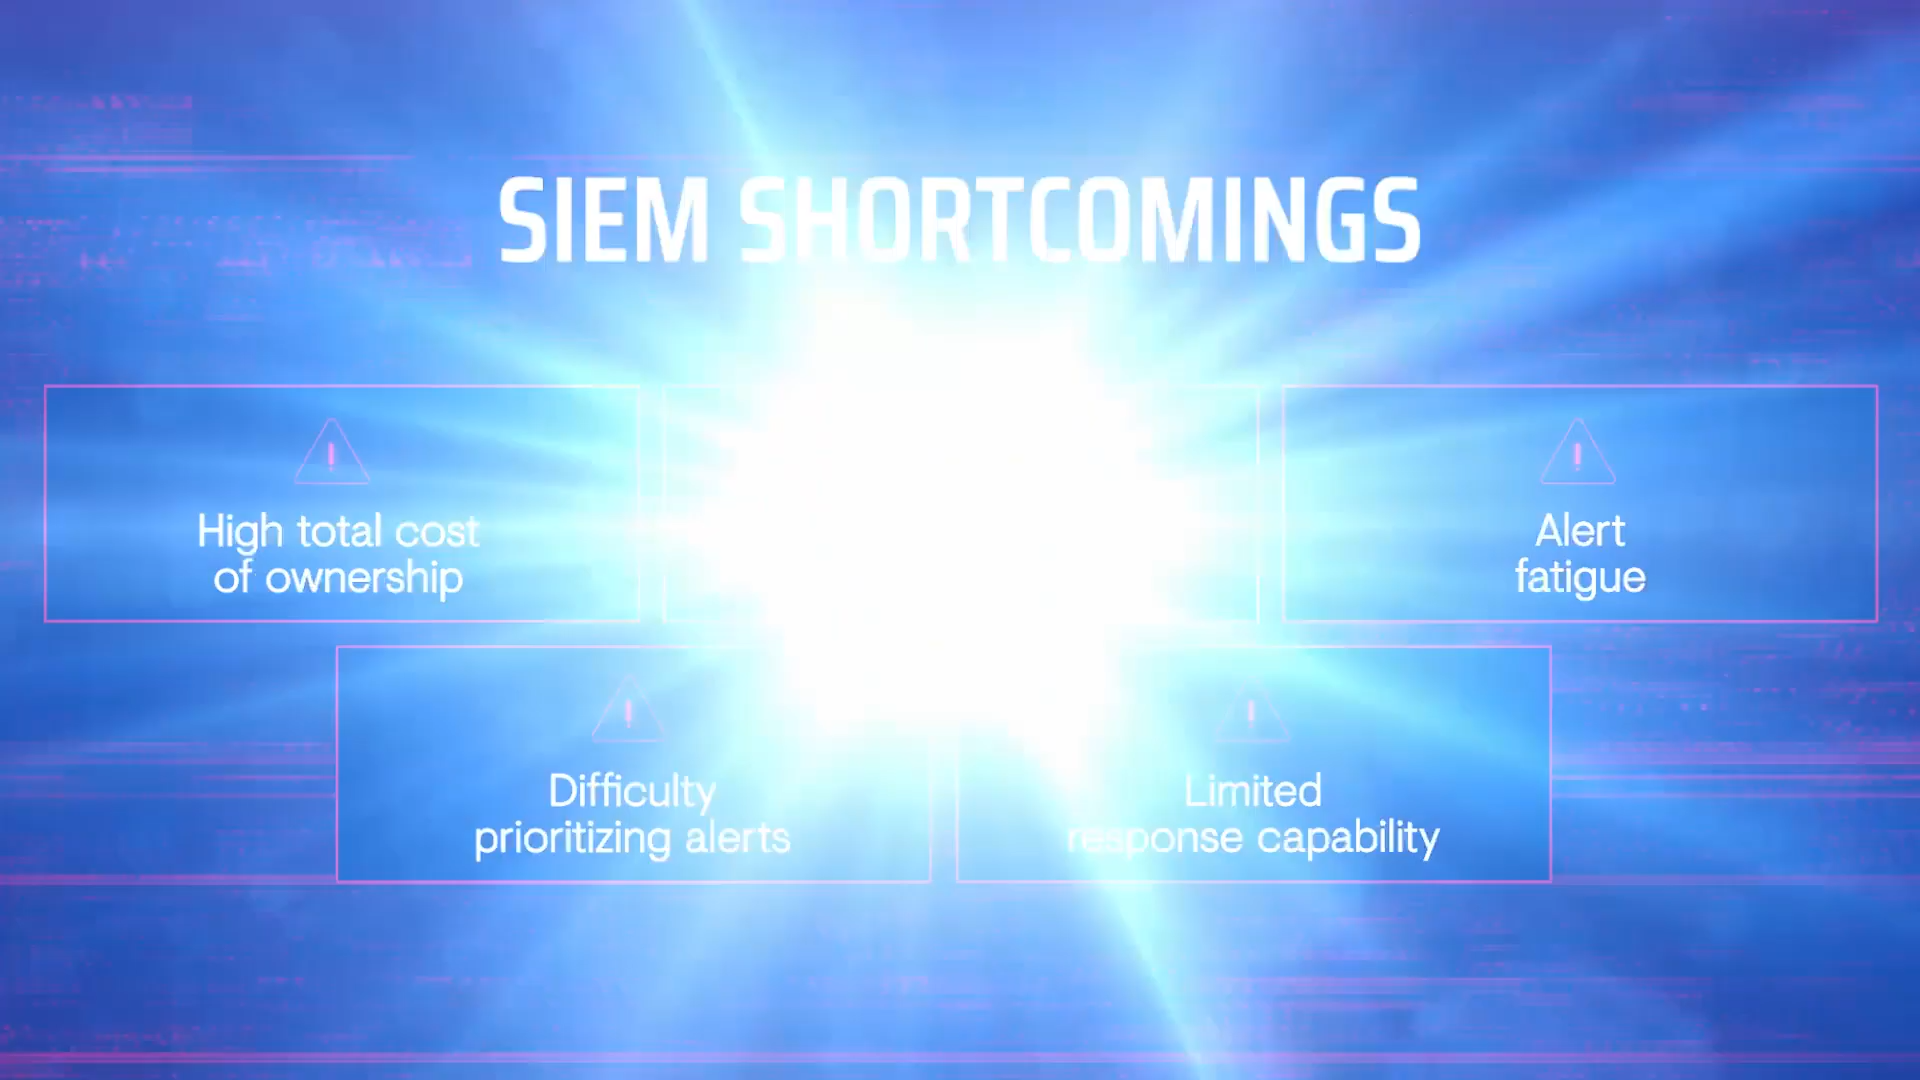 SIEM SHORTCOMINGS
High total cost
of ownership
Alert
fatigue
Difficulty
prioritizing alerts
Limited
response capability